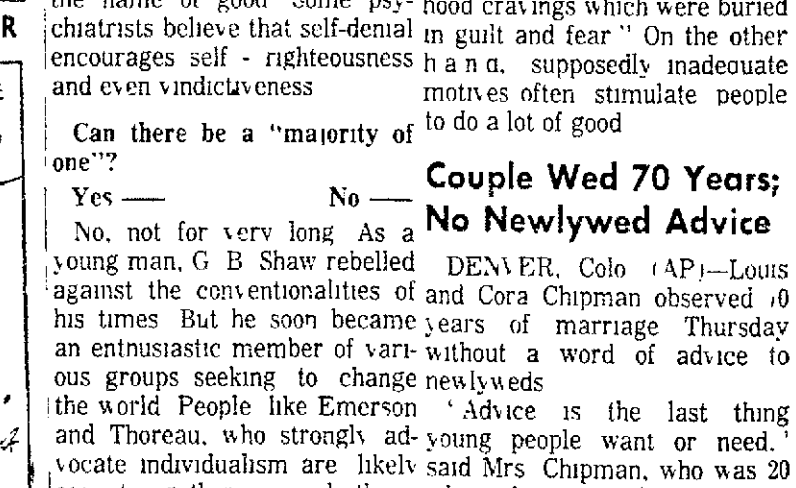 the name of good Some psy-
chiatrists believe that self-denial
encourages self - righteousness
and even vindictiveness
Can there be a "majority of
one"?
Yes — No —
No, not for very long As a
young man, G B Shaw rebelled
against the conventionalities of
his times But he soon became
an enthusiastic member of vari-
ous groups seeking to change
the world People like Emerson
and Thoreau, who strongly ad-
vocate individualism are likely
hood cravings which were buried
in guilt and fear" On the other
hand, supposedly inadequate
motives often stimulate people
to do a lot of good
Couple Wed 70 Years;
No Newlywed Advice
DENVER, Colo (AP)—Louis
and Cora Chipman observed 70
years of marriage Thursday
without a word of advice to
newlyweds
'Advice is the last thing
young people want or need.'
said Mrs Chipman, who was 20
R